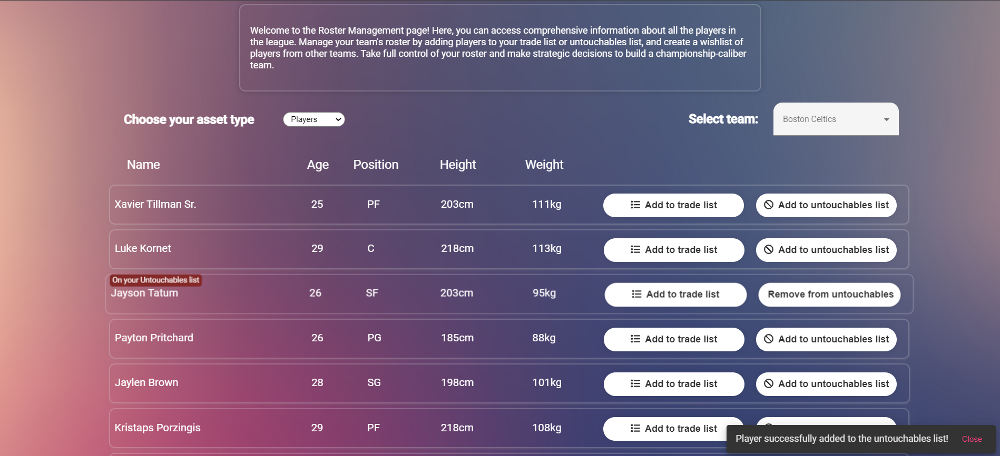 Welcome to the Roster Management page! Here, you can access comprehensive information about all the players in
the league. Manage your team's roster by adding players to your trade list or untouchables list, and create a wishlist of
players from other teams. Take full control of your roster and make strategic decisions to build a championship-caliber
team.
Choose your asset type Players Select team: Boston Celtics
Name Age Position Height Weight
Xavier Tillman Sr. 25 PF 203cm 111kg Add to trade list Add to untouchables list
Luke Kornet 29 C 218cm 113kg Add to trade list Add to untouchables list
On your Untouchables list
Jayson Tatum 26 SF 203cm 95kg Add to trade list Remove from untouchables
Payton Pritchard 26 PG 185cm 88kg Add to trade list Add to untouchables list
Jaylen Brown 28 SG 198cm 101kg Add to trade list Add to untouchables list
Kristaps Porzingis 29 PF 218cm 108kg Add to trade list
Player successfully added to the untouchables list! Close